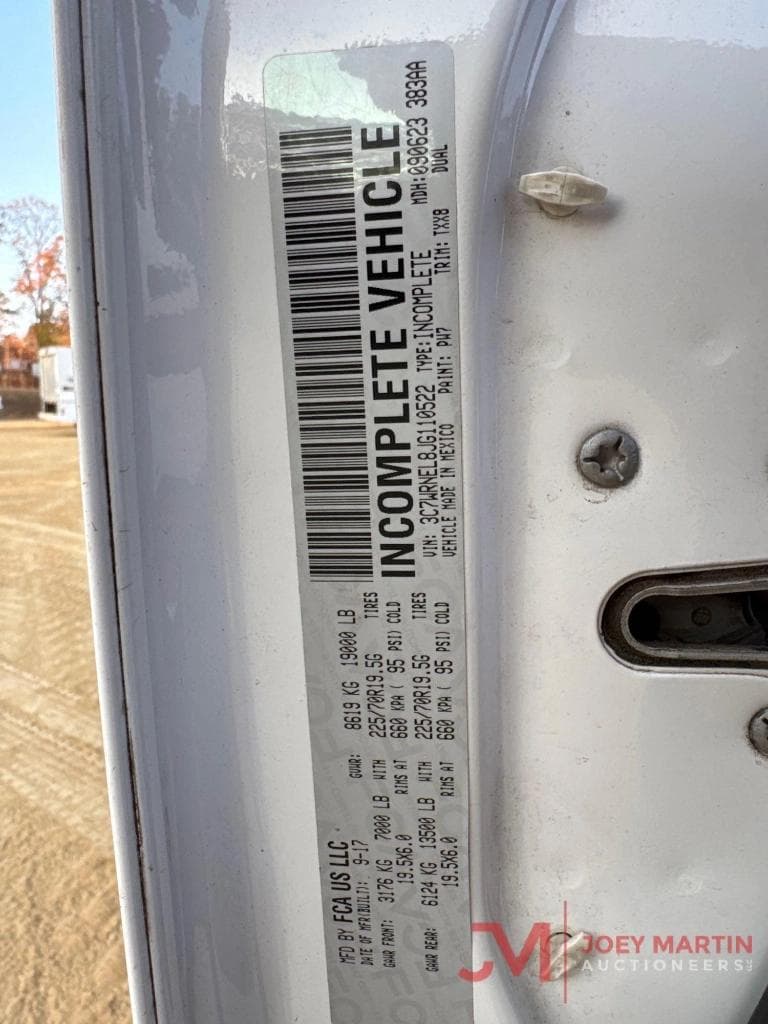 MFD BY FCA US LLC
DATE OF MFR(BUILT): 9-17 GVWR: 8619 KG 19000 LB
GAWR FRONT: 3176 KG 7000 LB WITH 225/70R19.5G TIRES
19.5X6.0 RIMS AT 660 KPA ( 95 PSI) COLD
GAWR REAR: 6124 KG 13500 LB WITH 225/70R19.5G TIRES
19.5X6.0 RIMS AT 660 KPA ( 95 PSI) COLD DUAL
INCOMPLETE VEHICLE
MDH:090623 383AA
VIN: 3C7WRNEL8JG110522 TYPE:INCOMPLETE
VEHICLE MADE IN MEXICO PAINT: PW7 TRIM: TXX8
JM JOEY MARTIN
AUCTIONEERS LLC